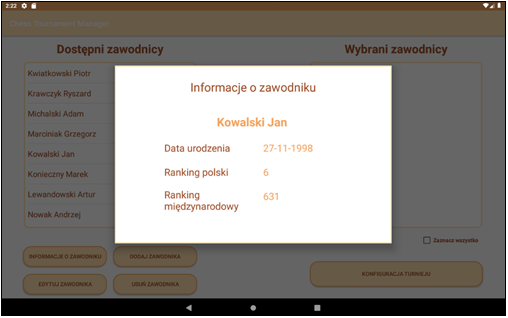 2:22
Chess Tournament Manager
Dostępni zawodnicy
Wybrani zawodnicy
Kwiatkowski Piotr
Krawczyk Ryszard
Michalski Adam
Marciniak Grzegorz
Kowalski Jan
Konieczny Marek
Lewandowski Artur
Nowak Andrzej
Informacje o zawodniku
Kowalski Jan
Data urodzenia 27-11-1998
Ranking polski 6
Ranking międzynarodowy 631
Zaznacz wszystko
INFORMACJE O ZAWODNIKU
DODAJ ZAWODNIKA
EDYTUJ ZAWODNIKA
USUŃ ZAWODNIKA
KONFIGURACJA TURNIEJU